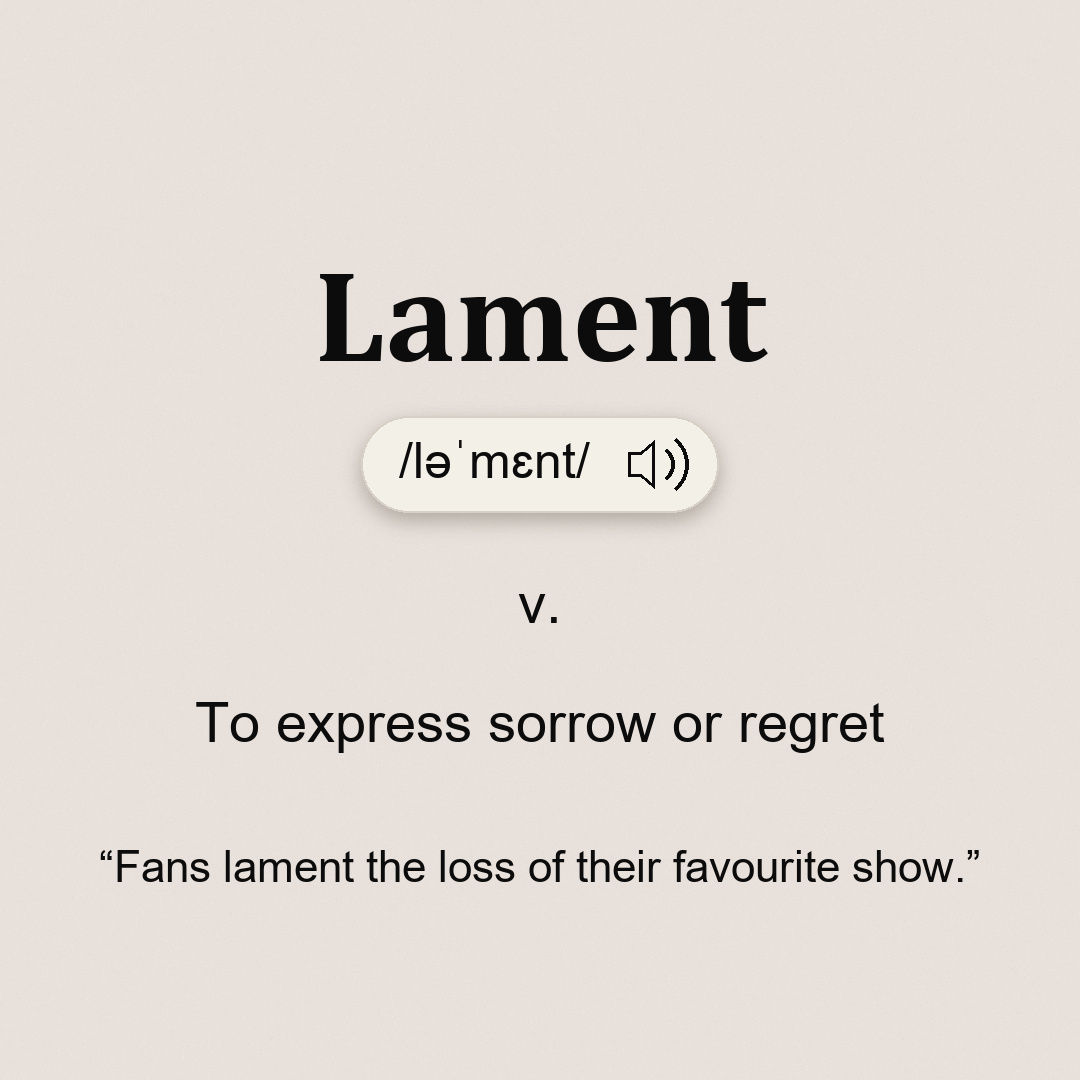 Lament
/ləˈmɛnt/
v.
To express sorrow or regret
“Fans lament the loss of their favourite show.”